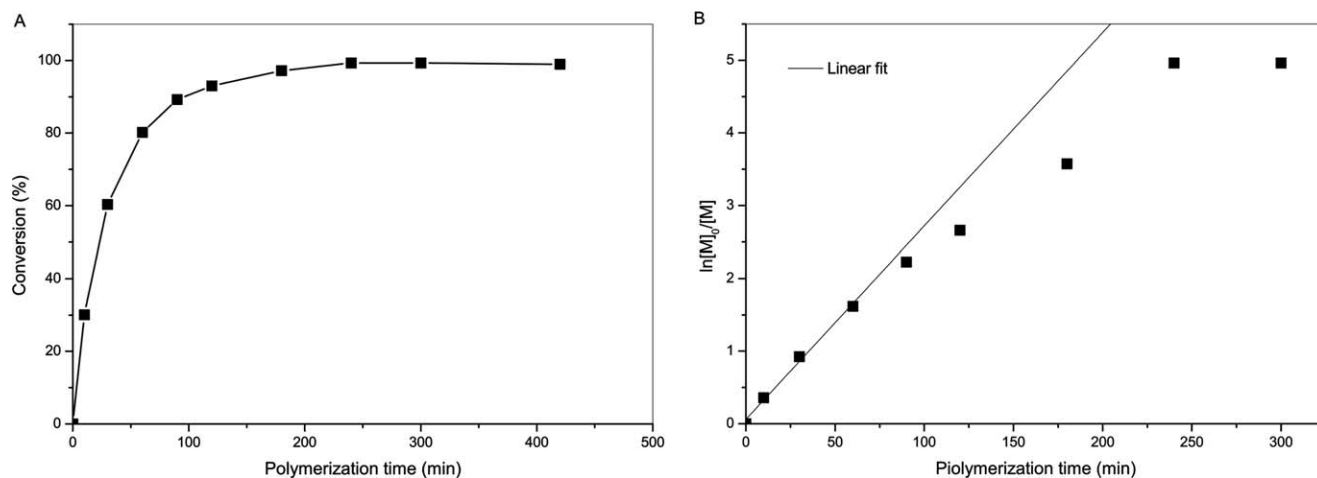 A
Conversion (%)
100
80
60
40
20
0
0 100 200 300 400 500
Polymerization time (min)
B
Linear fit
ln[M]₀/[M]
5
4
3
2
1
0
0 50 100 150 200 250 300
Piolymerization time (min)